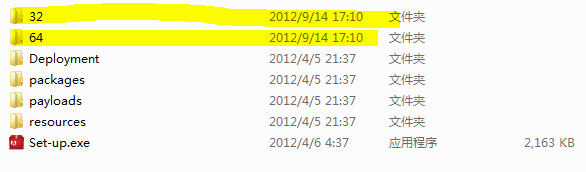 32 2012/9/14 17:10 文件夹
64 2012/9/14 17:10 文件夹
Deployment 2012/4/5 21:37 文件夹
packages 2012/4/5 21:37 文件夹
payloads 2012/4/5 21:37 文件夹
resources 2012/4/5 21:37 文件夹
Set-up.exe 2012/4/6 4:37 应用程序 2,163 KB